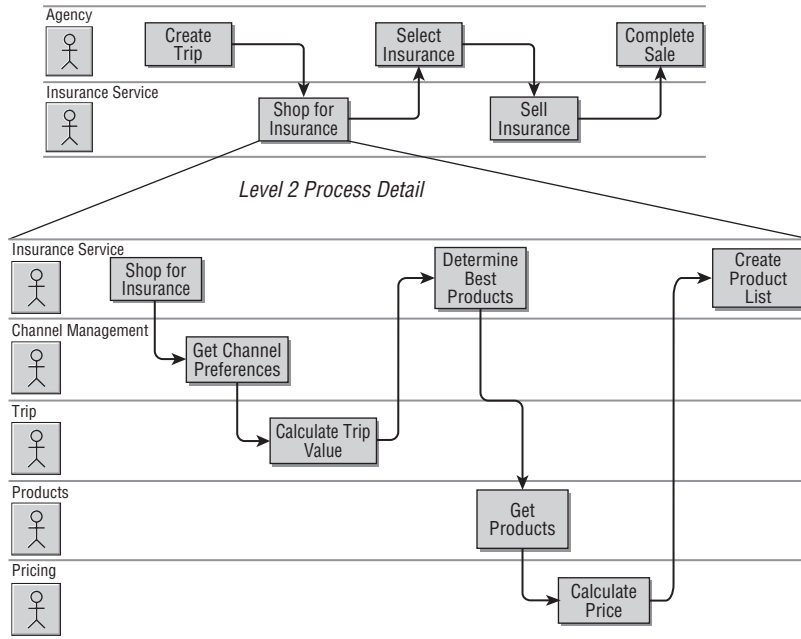 Agency
Create
Trip
Select
Insurance
Complete
Sale
Insurance Service
Shop for
Insurance
Sell
Insurance
Level 2 Process Detail
Insurance Service
Shop for
Insurance
Determine
Best
Products
Create
Product
List
Channel Management
Get Channel
Preferences
Trip
Calculate Trip
Value
Products
Get
Products
Pricing
Calculate
Price